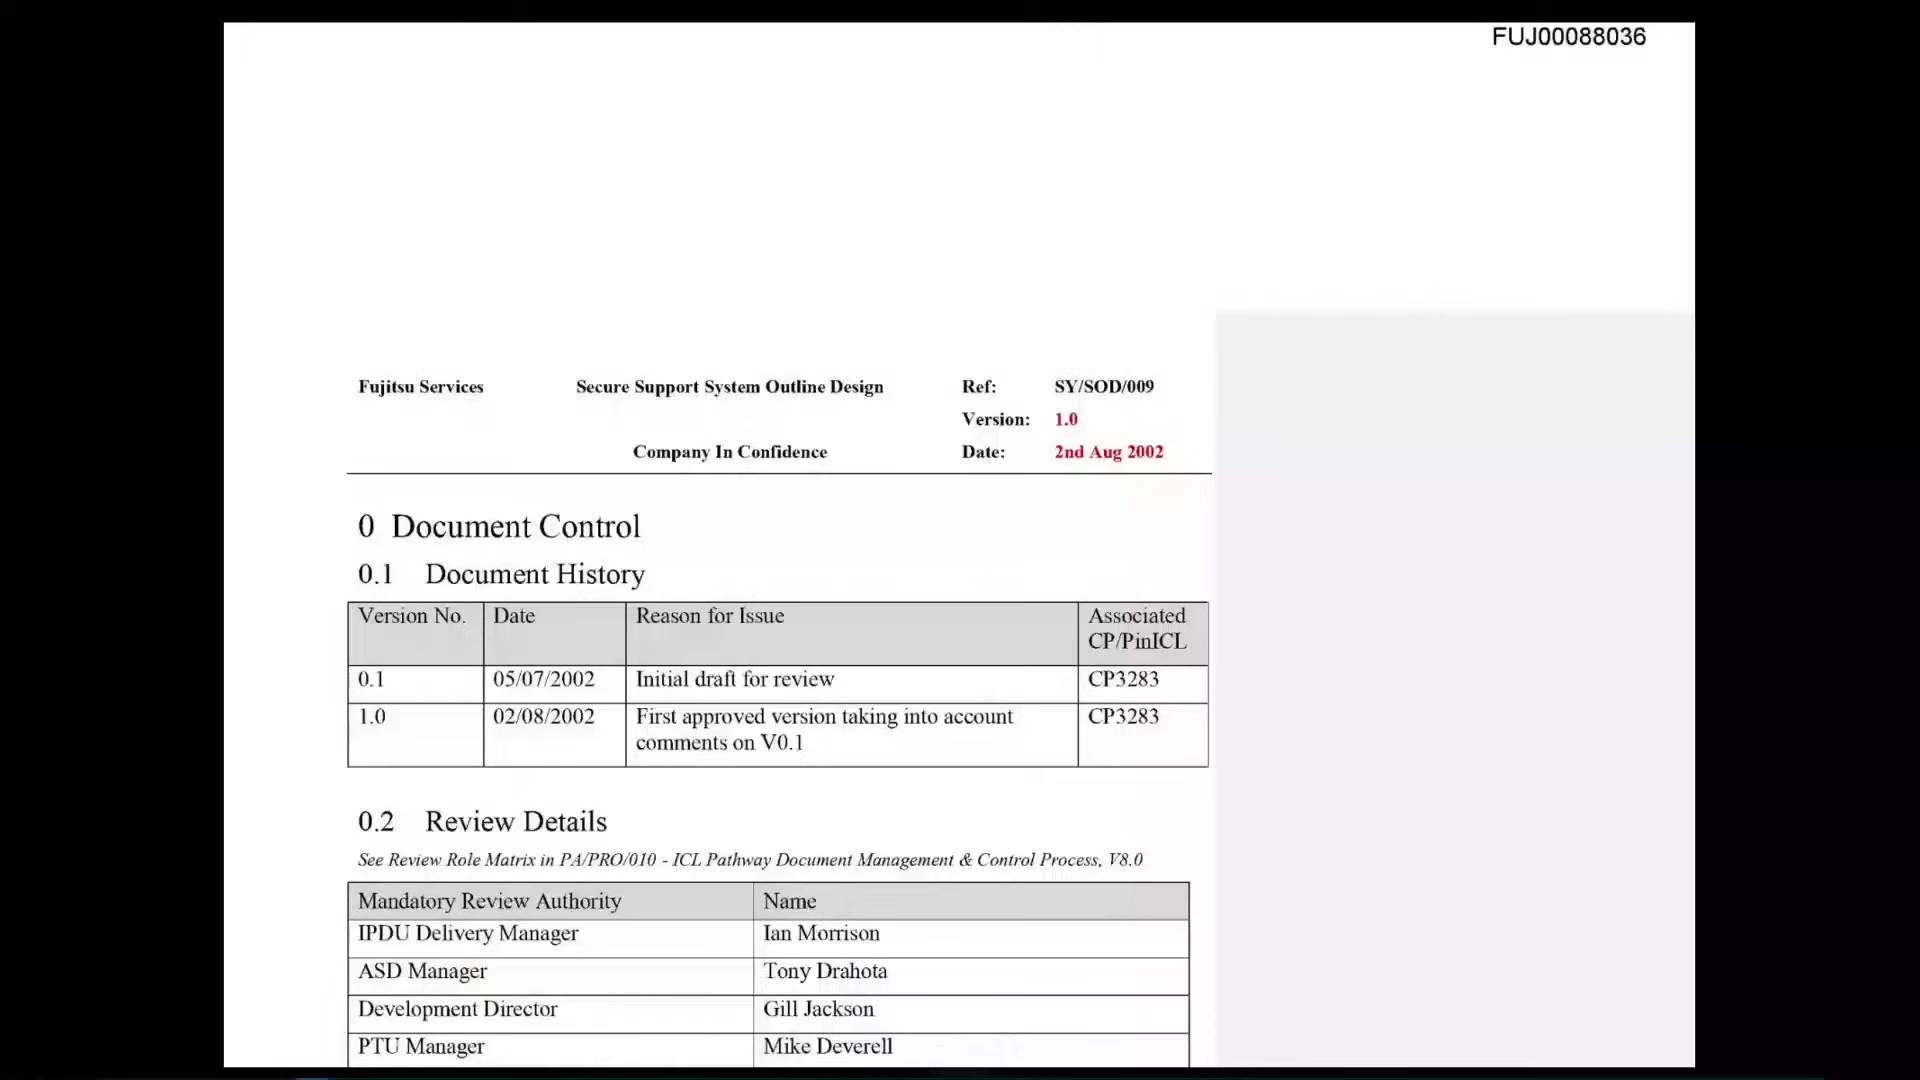 FUJ00088036
Fujitsu Services Secure Support System Outline Design Ref: SY/SOD/009
Version: 1.0
Company In Confidence Date: 2nd Aug 2002
0 Document Control
0.1 Document History
Version No. Date Reason for Issue Associated
CP/PinICL
0.1 05/07/2002 Initial draft for review CP3283
1.0 02/08/2002 First approved version taking into account CP3283
comments on V0.1
0.2 Review Details
See Review Role Matrix in PA/PRO/010 - ICL Pathway Document Management & Control Process, V8.0
Mandatory Review Authority Name
IPDU Delivery Manager Ian Morrison
ASD Manager Tony Drahota
Development Director Gill Jackson
PTU Manager Mike Deverell